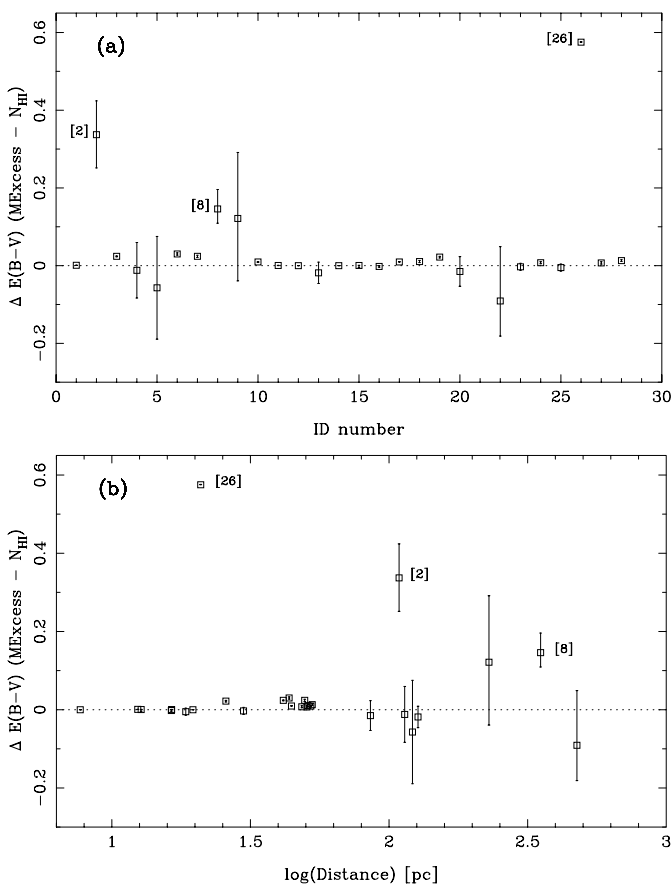 (a)
[26]
[2]
[8]
0.6
0.4
0.2
0
−0.2
Δ E(B−V) (MExcess − N_HI)
0 5 10 15 20 25 30
ID number
(b)
[26]
[2]
[8]
0.6
0.4
0.2
0
−0.2
Δ E(B−V) (MExcess − N_HI)
1 1.5 2 2.5 3
log(Distance) [pc]